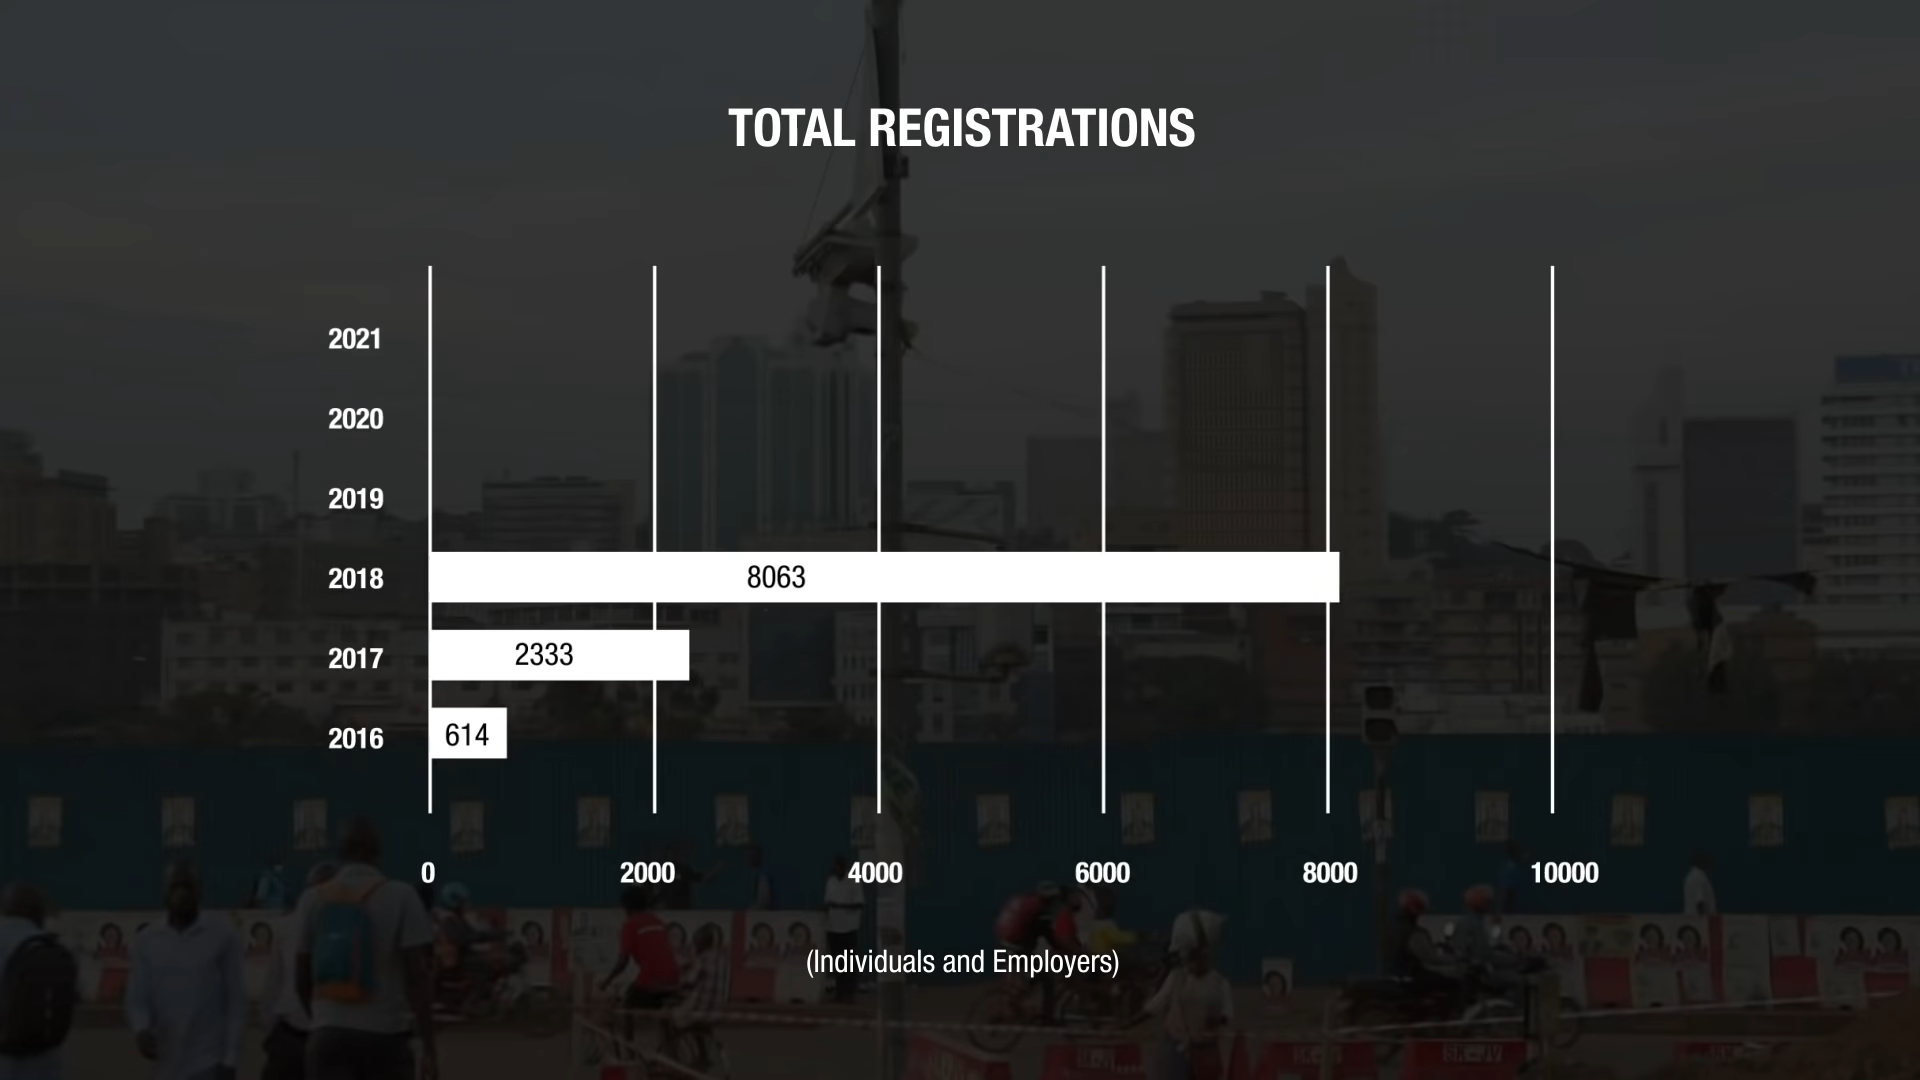 TOTAL REGISTRATIONS
2021
2020
2019
2018 8063
2017 2333
2016 614
0 2000 4000 6000 8000 10000
(Individuals and Employers)